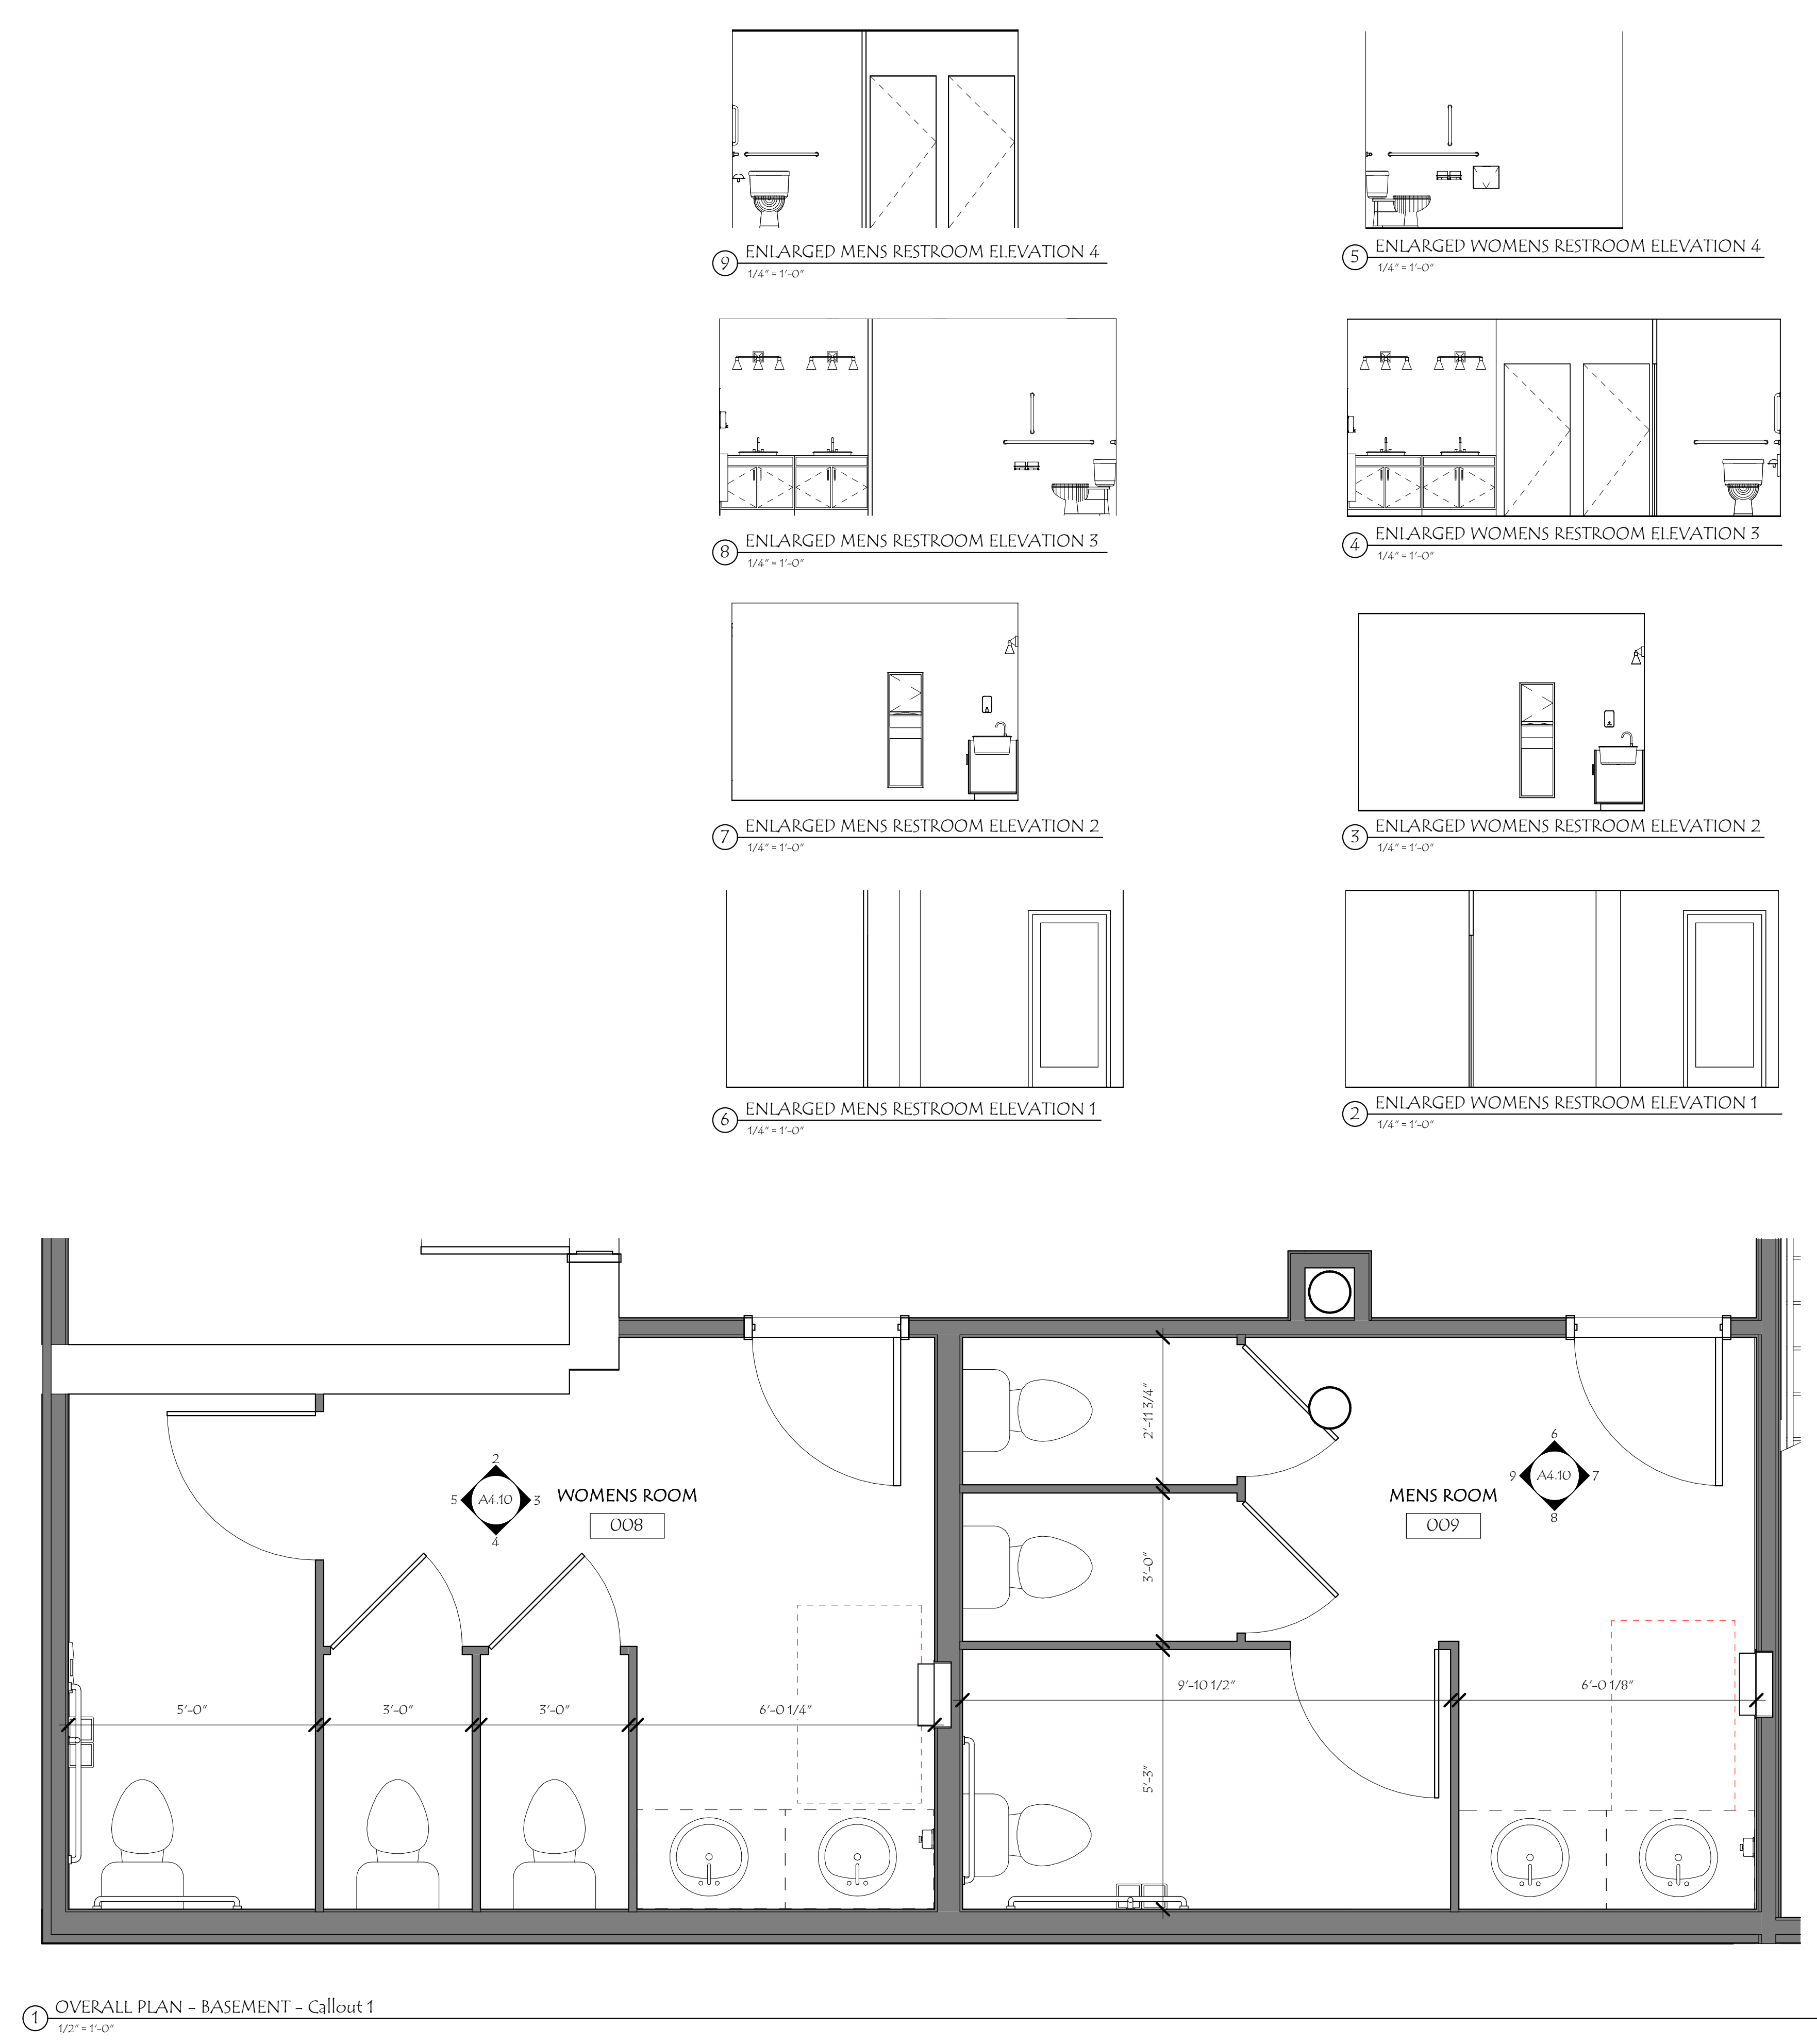 9 ENLARGED MENS RESTROOM ELEVATION 4
1/4" = 1'-0"
5 ENLARGED WOMENS RESTROOM ELEVATION 4
1/4" = 1'-0"
8 ENLARGED MENS RESTROOM ELEVATION 3
1/4" = 1'-0"
4 ENLARGED WOMENS RESTROOM ELEVATION 3
1/4" = 1'-0"
7 ENLARGED MENS RESTROOM ELEVATION 2
1/4" = 1'-0"
3 ENLARGED WOMENS RESTROOM ELEVATION 2
1/4" = 1'-0"
6 ENLARGED MENS RESTROOM ELEVATION 1
1/4" = 1'-0"
2 ENLARGED WOMENS RESTROOM ELEVATION 1
1/4" = 1'-0"
2
5 A4.10 3
4
WOMENS ROOM
008
2'-11 3/4"
3'-0"
5'-3"
6
9 A4.10 7
8
MENS ROOM
009
5'-0"
3'-0"
3'-0"
6'-0 1/4"
9'-10 1/2"
6'-0 1/8"
1 OVERALL PLAN - BASEMENT - Callout 1
1/2" = 1'-0"